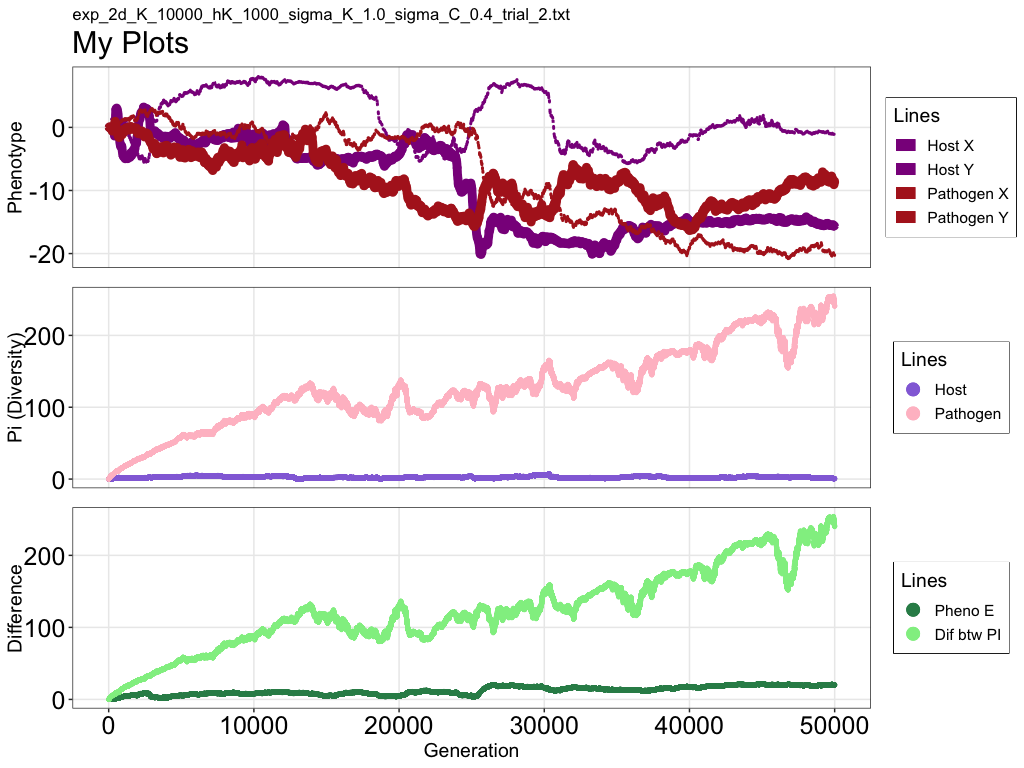 exp_2d_K_10000_hK_1000_sigma_K_1.0_sigma_C_0.4_trial_2.txt
My Plots
Phenotype
0
-10
-20
Lines
Host X
Host Y
Pathogen X
Pathogen Y
Pi (Diversity)
200
100
0
Lines
Host
Pathogen
Difference
200
100
0
Lines
Pheno E
Dif btw PI
0 10000 20000 30000 40000 50000
Generation